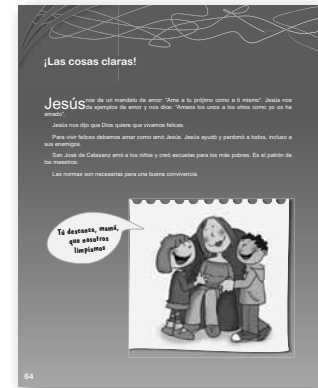 ¡Las cosas claras!
Jesús nos da un mandato de amor: "Ama a tu prójimo como a ti mismo". Jesús nos
da ejemplos de amor y nos dice: "Amaos los unos a los otros como yo os he
amado".
Jesús nos dijo que Dios quiere que vivamos felices.
Para vivir felices debemos amar como amó Jesús. Jesús ayudó y perdonó a todos, incluso a
sus enemigos.
San José de Calasanz amó a los niños y creó escuelas para los más pobres. Es el patrón de
los maestros.
Las normas son necesarias para una buena convivencia.
Tú descansa, mamá,
que nosotros
limpiamos
64